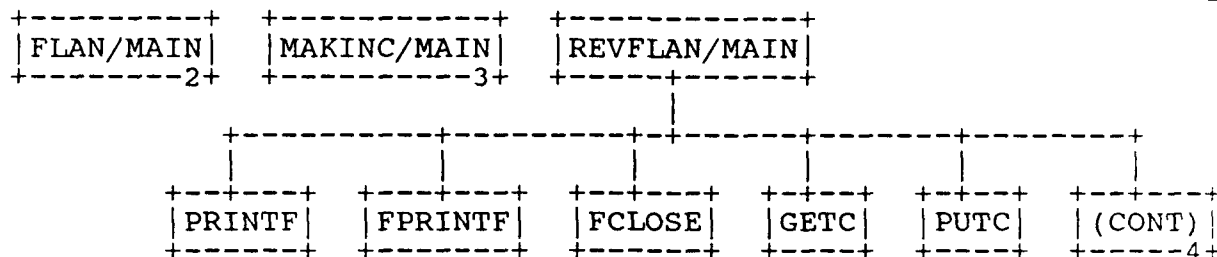 FLAN/MAIN MAKINC/MAIN REVFLAN/MAIN
2 3
PRINTF FPRINTF FCLOSE GETC PUTC (CONT)
4